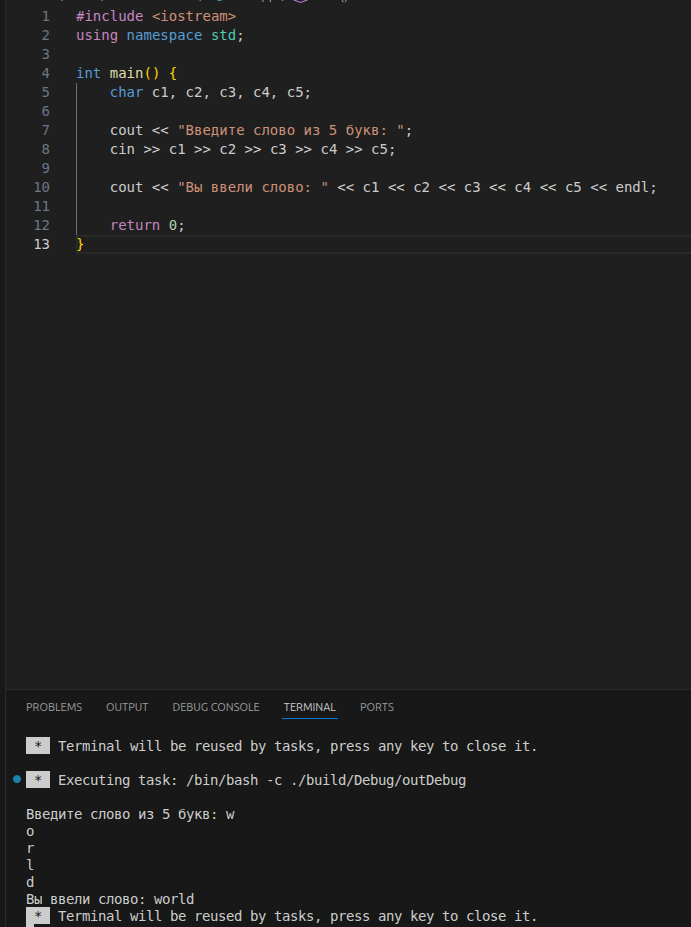 1 #include <iostream>
2 using namespace std;
3
4 int main() {
5 char c1, c2, c3, c4, c5;
6
7 cout << "Введите слово из 5 букв: ";
8 cin >> c1 >> c2 >> c3 >> c4 >> c5;
9
10 cout << "Вы ввели слово: " << c1 << c2 << c3 << c4 << c5 << endl;
11
12 return 0;
13 }
PROBLEMS OUTPUT DEBUG CONSOLE TERMINAL PORTS
* Terminal will be reused by tasks, press any key to close it.
* Executing task: /bin/bash -c ./build/Debug/outDebug
Введите слово из 5 букв: w
o
r
l
d
Вы ввели слово: world
* Terminal will be reused by tasks, press any key to close it.